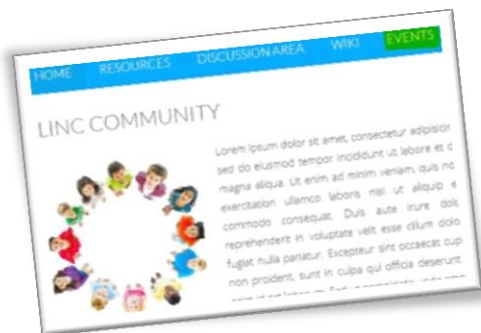 HOME RESOURCES DISCUSSION AREA WIKI EVENTS
LINC COMMUNITY
Lorem ipsum dolor sit amet, consectetur adipisicir
sed do eiusmod tempor incididunt ut labore et c
magna aliqua. Ut enim ad minim veniam, quis no
exercitation ullamco laboris nisi ut aliquip e
commodo consequat. Duis aute irure dolc
reprehenderit in voluptate velit esse cillum dolo
fugiat nulla pariatur. Excepteur sint occaecat cup
non proident, sunt in culpa qui officia deserunt